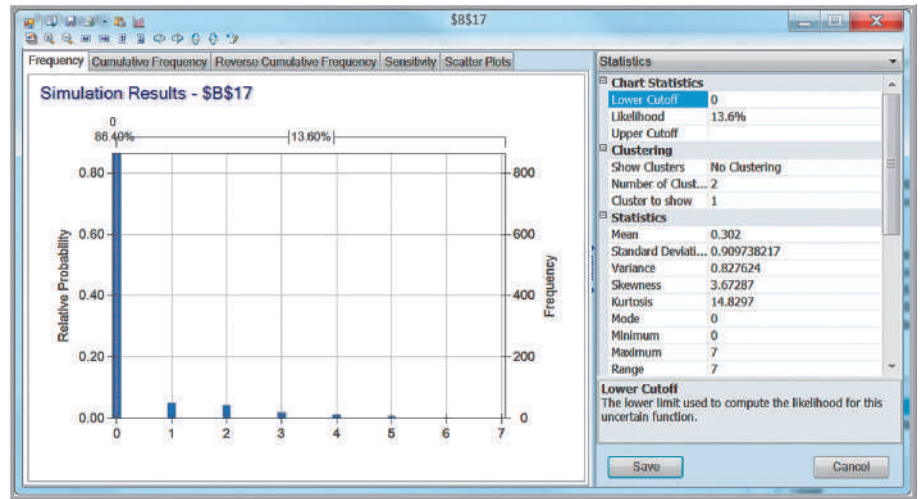 $B$17
Frequency Cumulative Frequency Reverse Cumulative Frequency Sensitivity Scatter Plots
Simulation Results - $B$17
0
86.40% 13.60%
0.80
0.60
0.40
0.20
0.00
Relative Probability
800
600
400
200
0
Frequency
0 1 2 3 4 5 6 7
Statistics
Chart Statistics
Lower Cutoff 0
Likelihood 13.6%
Upper Cutoff
Clustering
Show Clusters No Clustering
Number of Clust... 2
Cluster to show 1
Statistics
Mean 0.302
Standard Deviati... 0.909738217
Variance 0.827624
Skewness 3.67287
Kurtosis 14.8297
Mode 0
Minimum 0
Maximum 7
Range 7
Lower Cutoff
The lower limit used to compute the likelihood for this
uncertain function.
Save Cancel